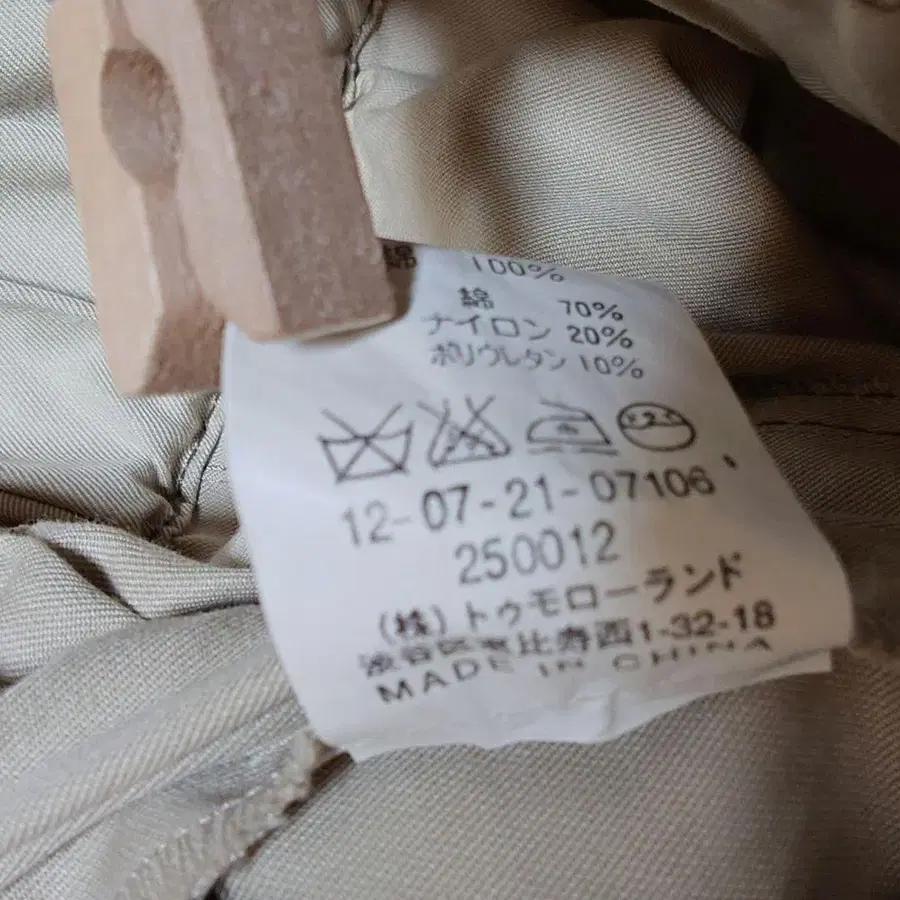 綿 100%
綿 70%
ナイロン 20%
ポリウレタン 10%
12-07-21-07106
250012
(株)トゥモローランド
渋谷区恵比寿西1-32-18
MADE IN CHINA